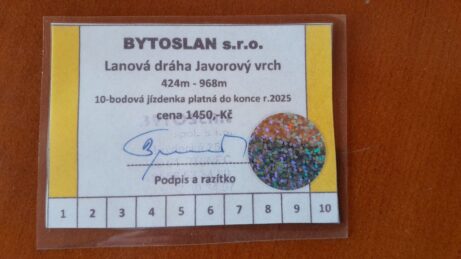 BYTOSLAN s.r.o.
Lanová dráha Javorový vrch
424m - 968m
10-bodová jízdenka platná do konce r.2025
cena 1450,-Kč
BYTOSLAN
Podpis a razítko
1 2 3 4 5 6 7 8 9 10